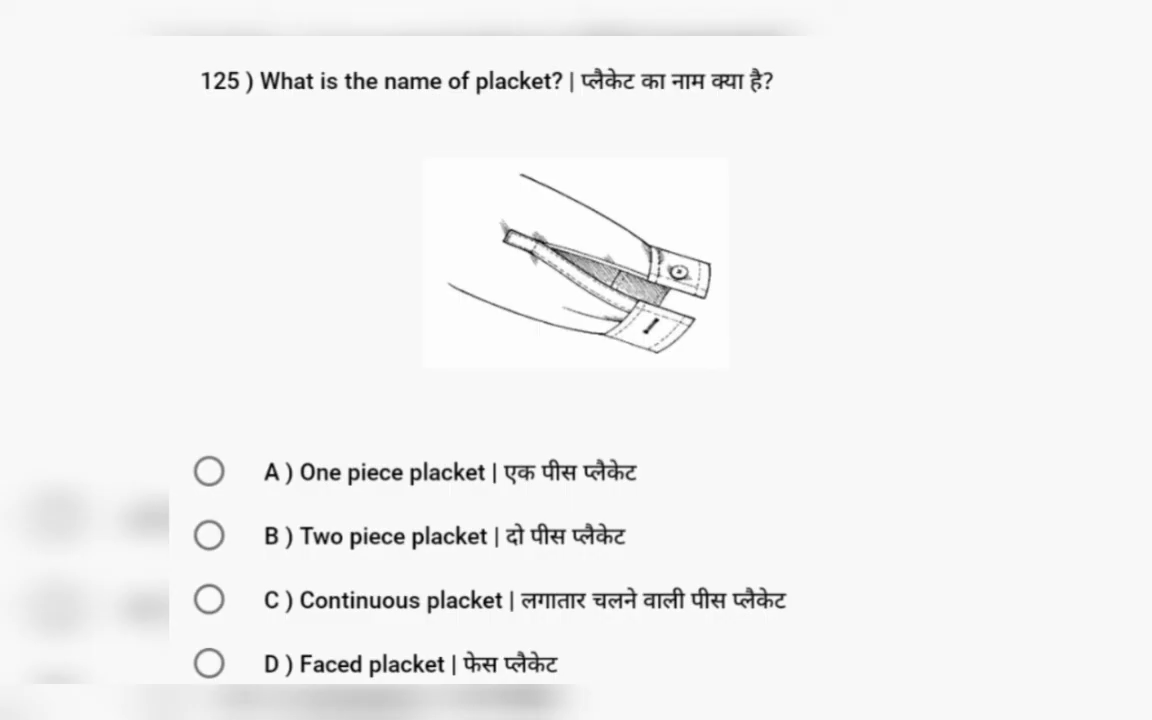 125 ) What is the name of placket? | प्लैकेट का नाम क्या है?
A ) One piece placket | एक पीस प्लैकेट
B ) Two piece placket | दो पीस प्लैकेट
C ) Continuous placket | लगातार चलने वाली पीस प्लैकेट
D ) Faced placket | फेस प्लैकेट